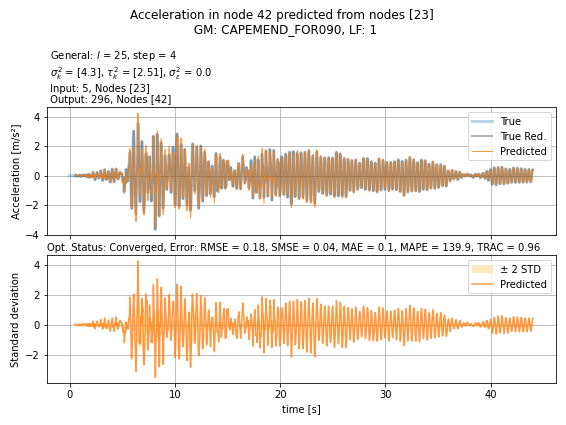 Acceleration in node 42 predicted from nodes [23]
GM: CAPEMEND_FOR090, LF: 1
General: l = 25, step = 4
σ²ₖ = [4.3], τ²ₖ = [2.51], σ²ε = 0.0
Input: 5, Nodes [23]
Output: 296, Nodes [42]
Acceleration [m/s²]
4
2
0
−2
−4
True
True Red.
Predicted
Opt. Status: Converged, Error: RMSE = 0.18, SMSE = 0.04, MAE = 0.1, MAPE = 139.9, TRAC = 0.96
Standard deviation
4
2
0
−2
± 2 STD
Predicted
0
10
20
30
40
time [s]